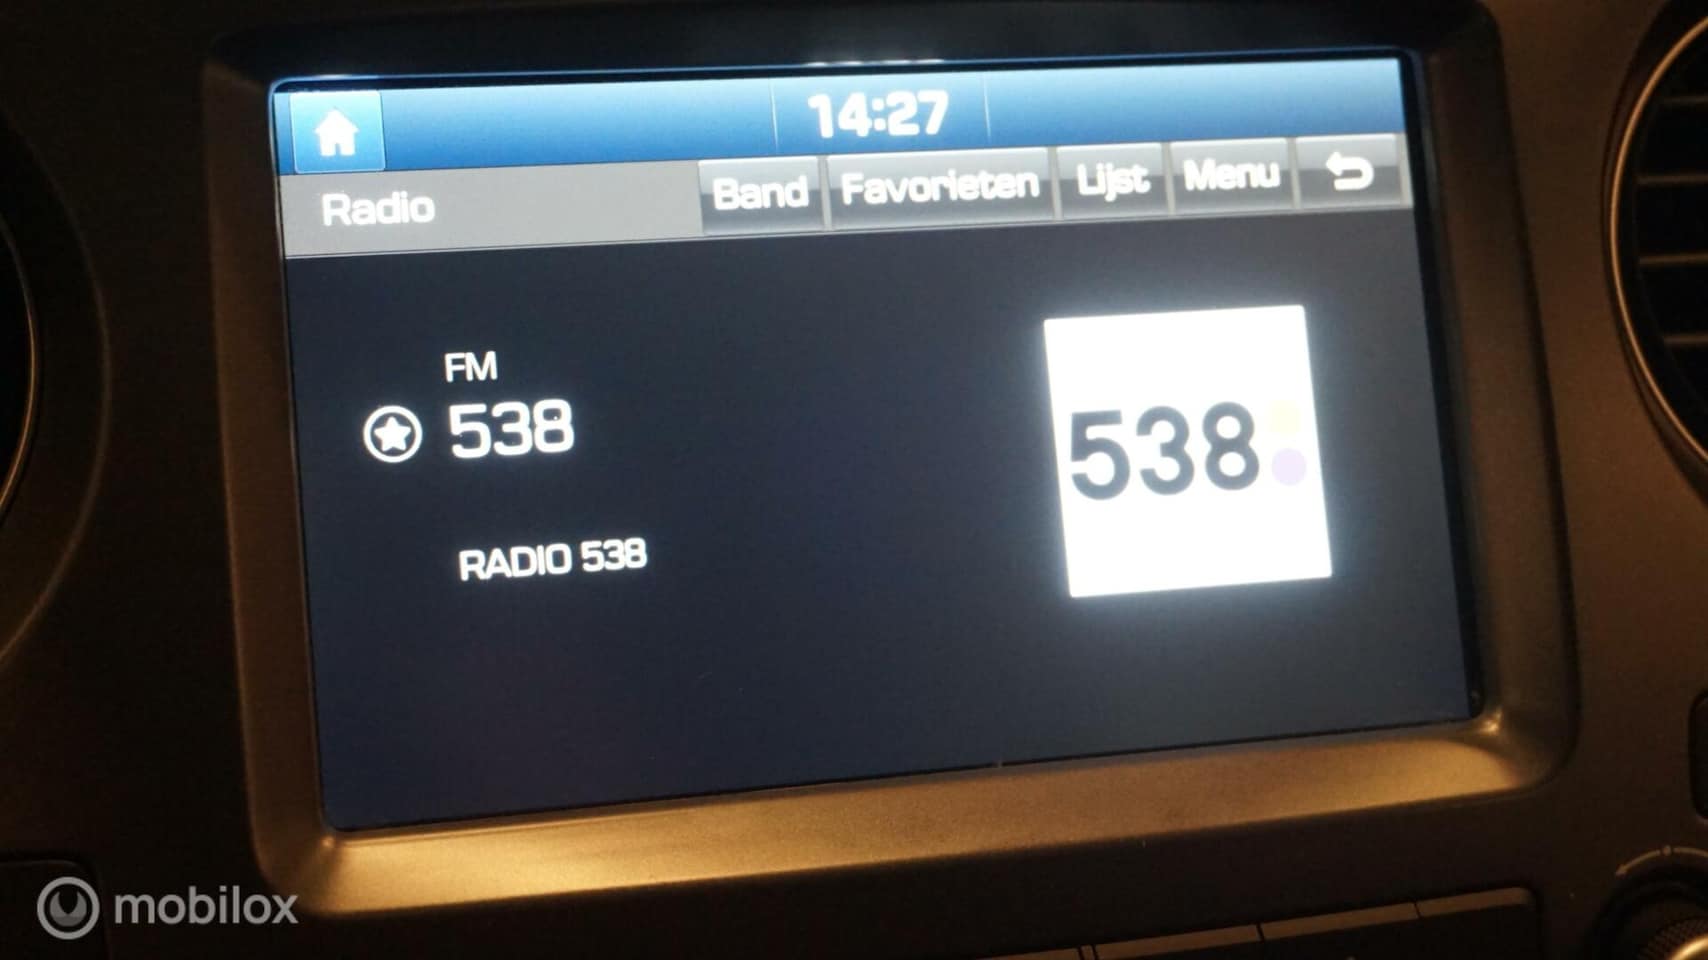 14:27
Radio
Band Favorieten Lijst Menu
FM
538
RADIO 538
538
mobilox